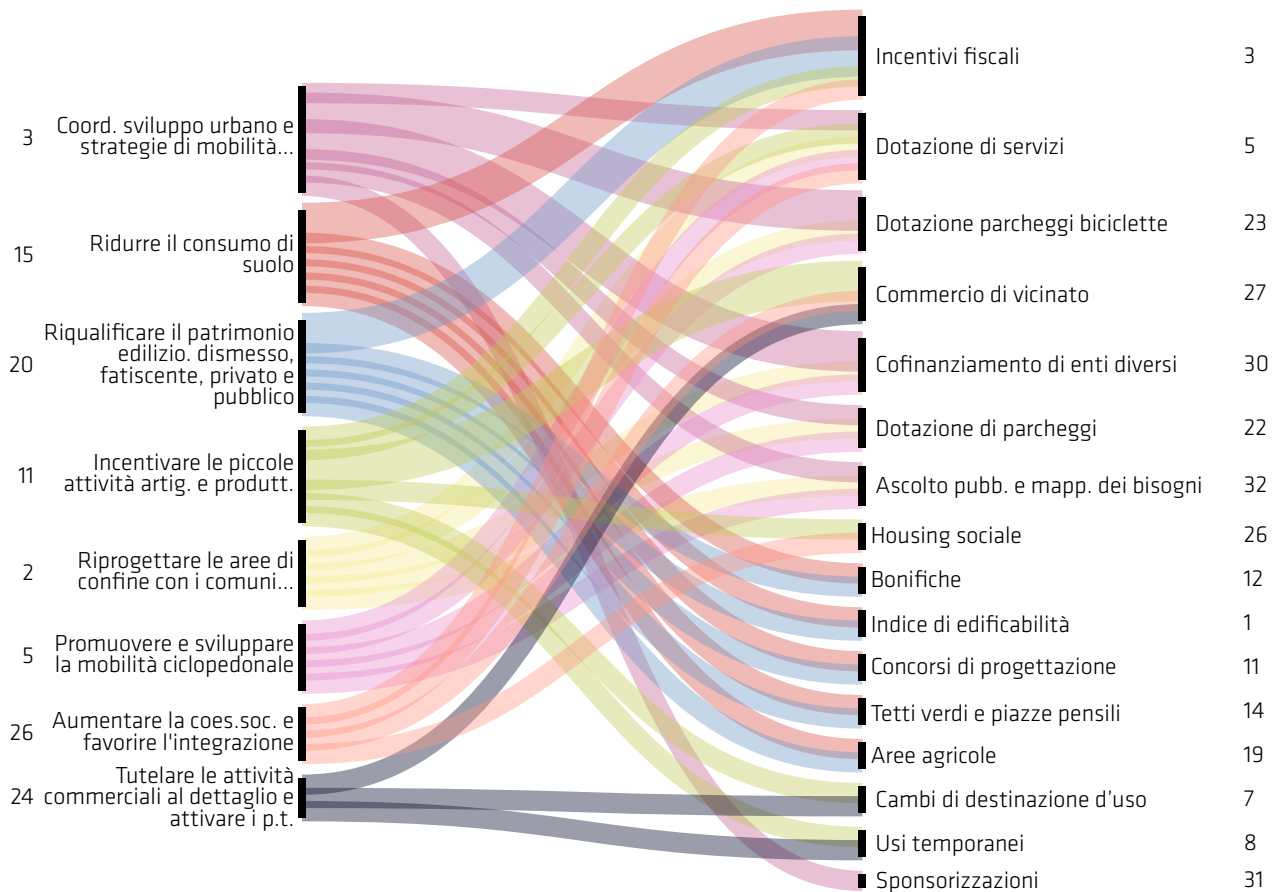 3
Coord. sviluppo urbano e
strategie di mobilità...
15
Ridurre il consumo di
suolo
20
Riqualificare il patrimonio
edilizio. dismesso,
fatiscente, privato e
pubblico
11
Incentivare le piccole
attività artig. e produtt.
2
Riprogettare le aree di
confine con i comuni...
5
Promuovere e sviluppare
la mobilità ciclopedonale
26
Aumentare la coes.soc. e
favorire l'integrazione
24
Tutelare le attività
commerciali al dettaglio e
attivare i p.t.
Incentivi fiscali 3
Dotazione di servizi 5
Dotazione parcheggi biciclette 23
Commercio di vicinato 27
Cofinanziamento di enti diversi 30
Dotazione di parcheggi 22
Ascolto pubb. e mapp. dei bisogni 32
Housing sociale 26
Bonifiche 12
Indice di edificabilità 1
Concorsi di progettazione 11
Tetti verdi e piazze pensili 14
Aree agricole 19
Cambi di destinazione d’uso 7
Usi temporanei 8
Sponsorizzazioni 31